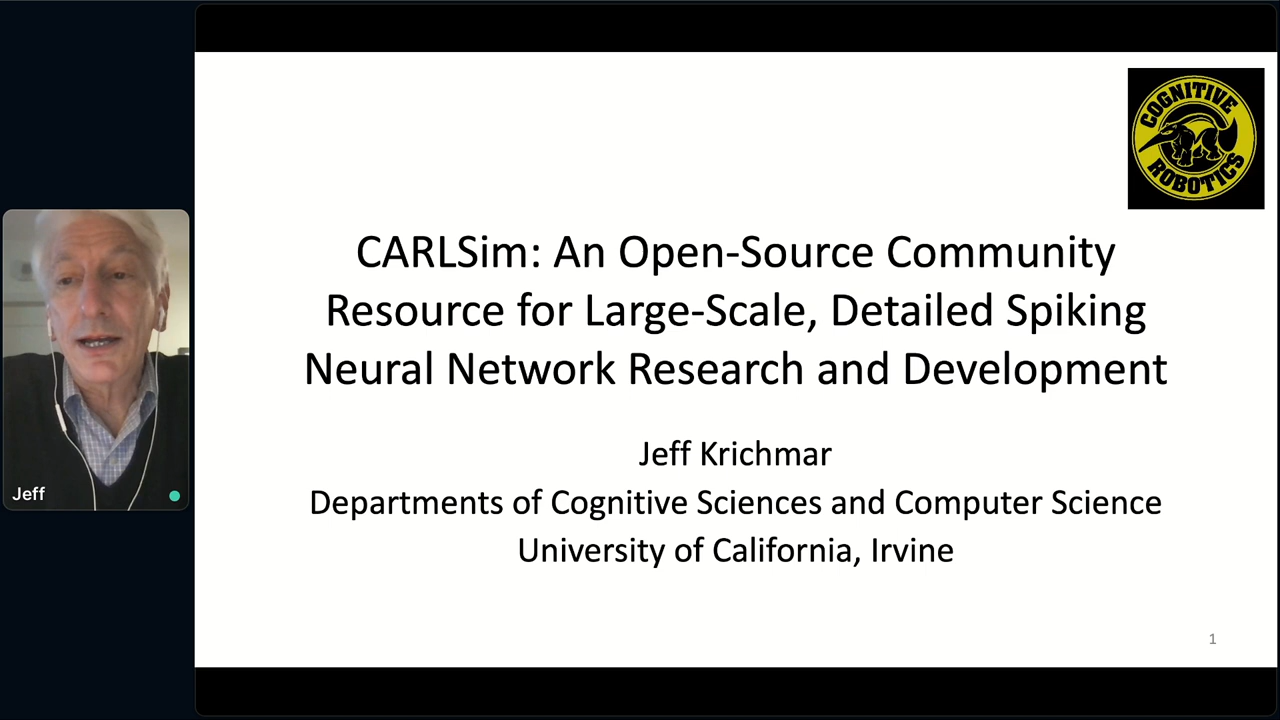 COGNITIVE
ROBOTICS
CARLSim: An Open-Source Community
Resource for Large-Scale, Detailed Spiking
Neural Network Research and Development
Jeff Krichmar
Departments of Cognitive Sciences and Computer Science
University of California, Irvine
Jeff
1